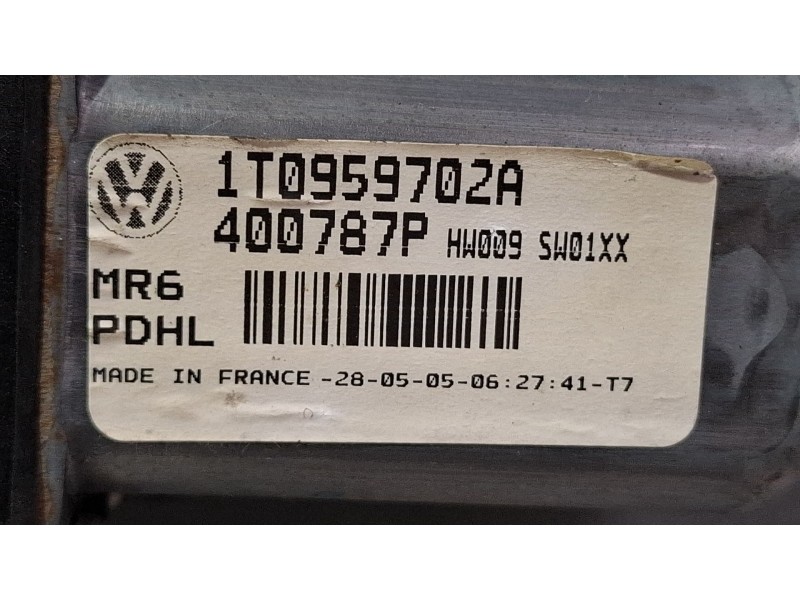 1T0959702A
400787P HW009 SW01XX
MR6
PDHL
MADE IN FRANCE -28-05-05-06:27:41-T7